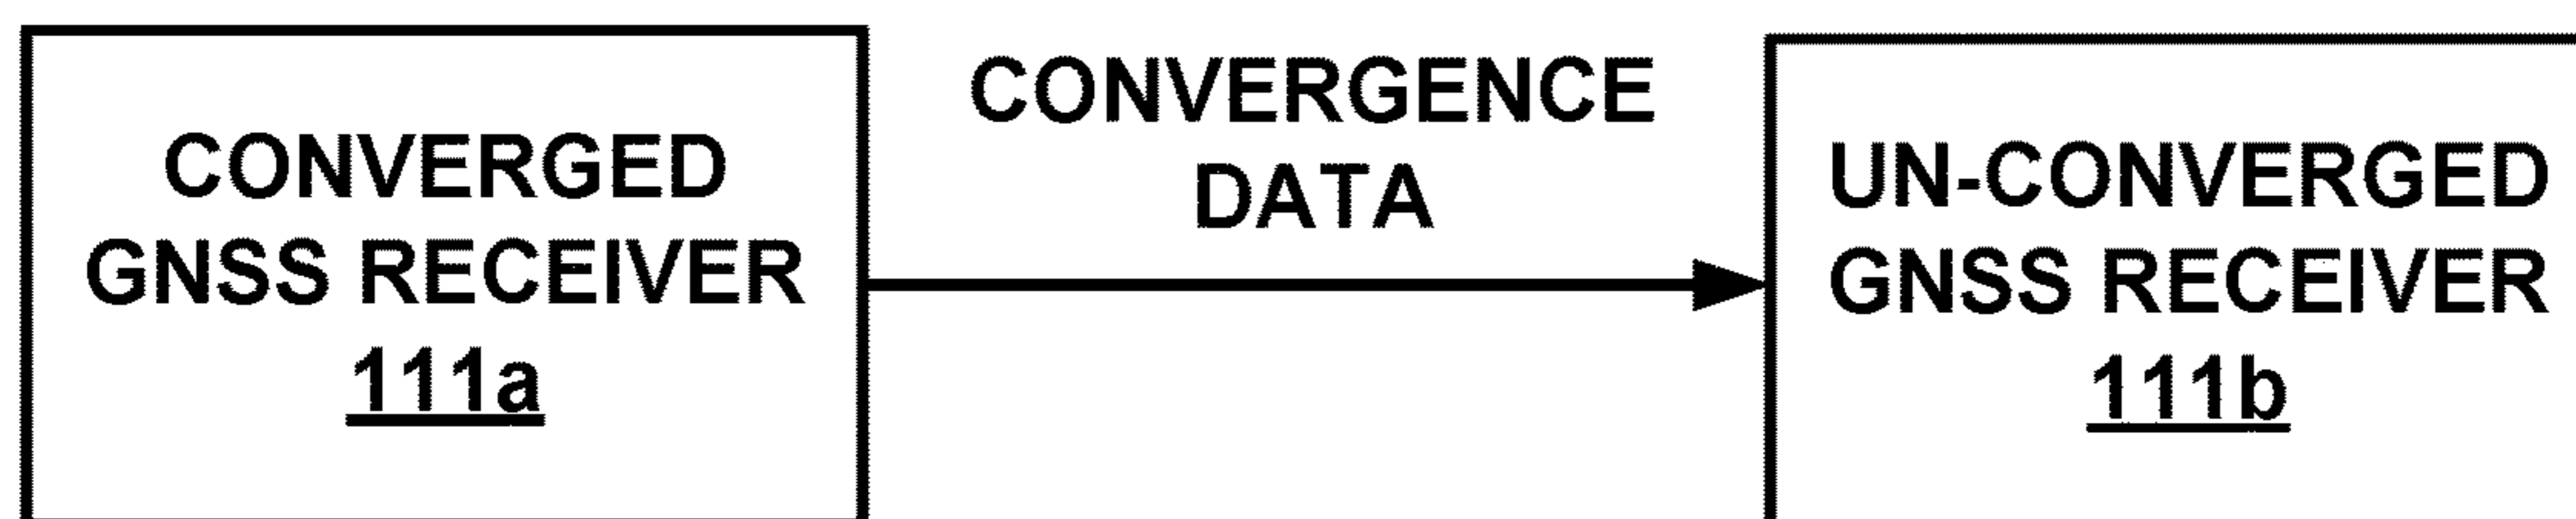 CONVERGED
GNSS RECEIVER
111a
CONVERGENCE
DATA
UN-CONVERGED
GNSS RECEIVER
111b